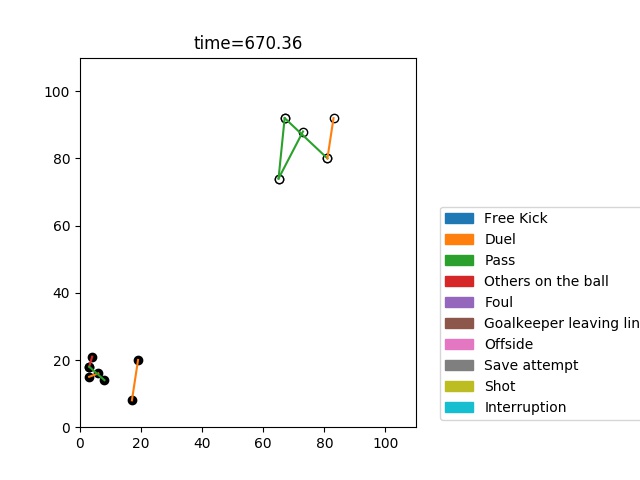 time=670.36
100
80
60
40
20
0
0 20 40 60 80 100
Free Kick
Duel
Pass
Others on the ball
Foul
Goalkeeper leaving lin
Offside
Save attempt
Shot
Interruption